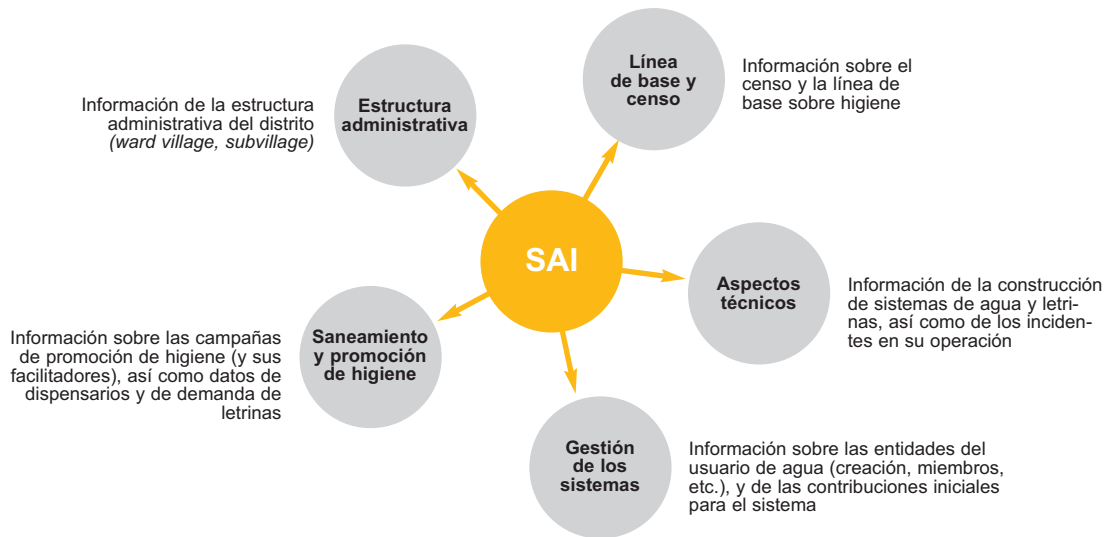 Línea
de base y
censo
Información sobre el
censo y la línea de
base sobre higiene
Información de la estructura
administrativa del distrito
(ward village, subvillage)
Estructura
administrativa
SAI
Aspectos
técnicos
Información de la construcción
de sistemas de agua y letri-
nas, así como de los inciden-
tes en su operación
Información sobre las campañas
de promoción de higiene (y sus
facilitadores), así como datos de
dispensarios y de demanda de
letrinas
Saneamiento
y promoción
de higiene
Gestión
de los
sistemas
Información sobre las entidades del
usuario de agua (creación, miembros,
etc.), y de las contribuciones iniciales
para el sistema